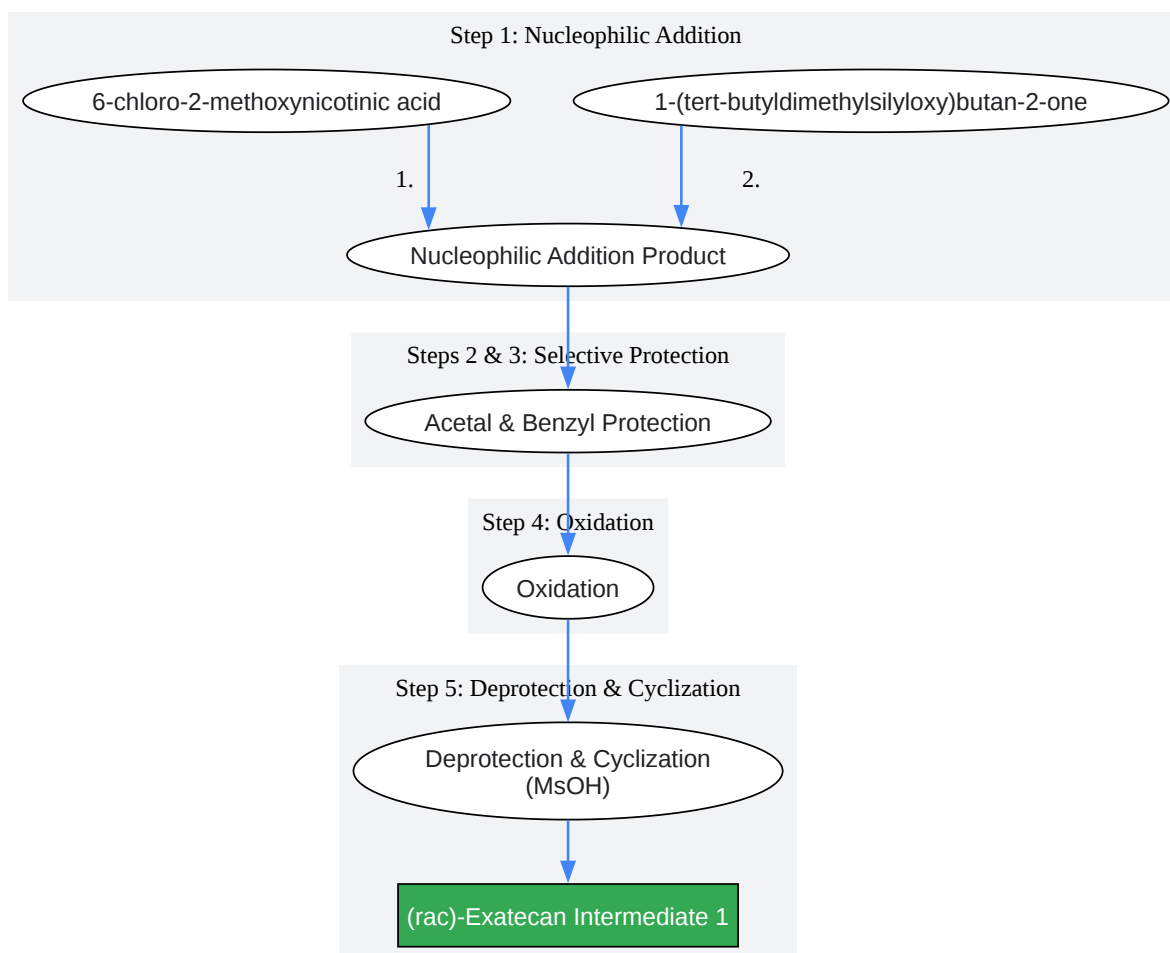 Step 1: Nucleophilic Addition
6-chloro-2-methoxynicotinic acid
1-(tert-butyldimethylsilyloxy)butan-2-one
1.
2.
Nucleophilic Addition Product
Steps 2 & 3: Selective Protection
Acetal & Benzyl Protection
Step 4: Oxidation
Oxidation
Step 5: Deprotection & Cyclization
Deprotection & Cyclization
(MsOH)
(rac)-Exatecan Intermediate 1